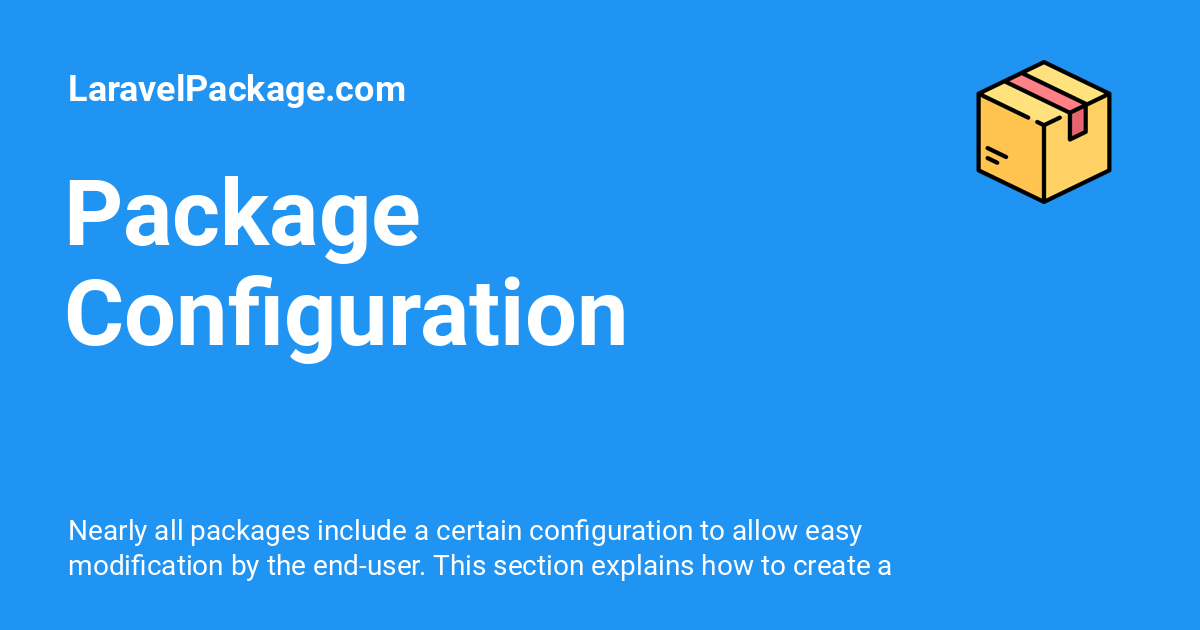 LaravelPackage.com
Package
Configuration
Nearly all packages include a certain configuration to allow easy
modification by the end-user. This section explains how to create a